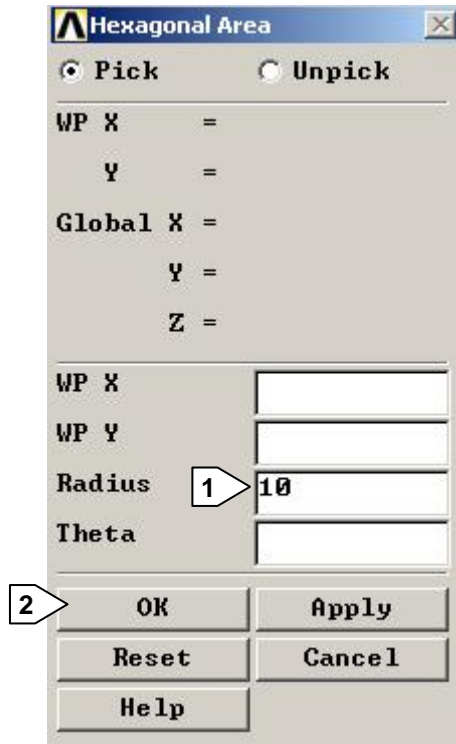 Hexagonal Area
Pick Unpick
WP X =
Y =
Global X =
Y =
Z =
WP X
WP Y
Radius 1 10
Theta
2 OK Apply
Reset Cancel
Help